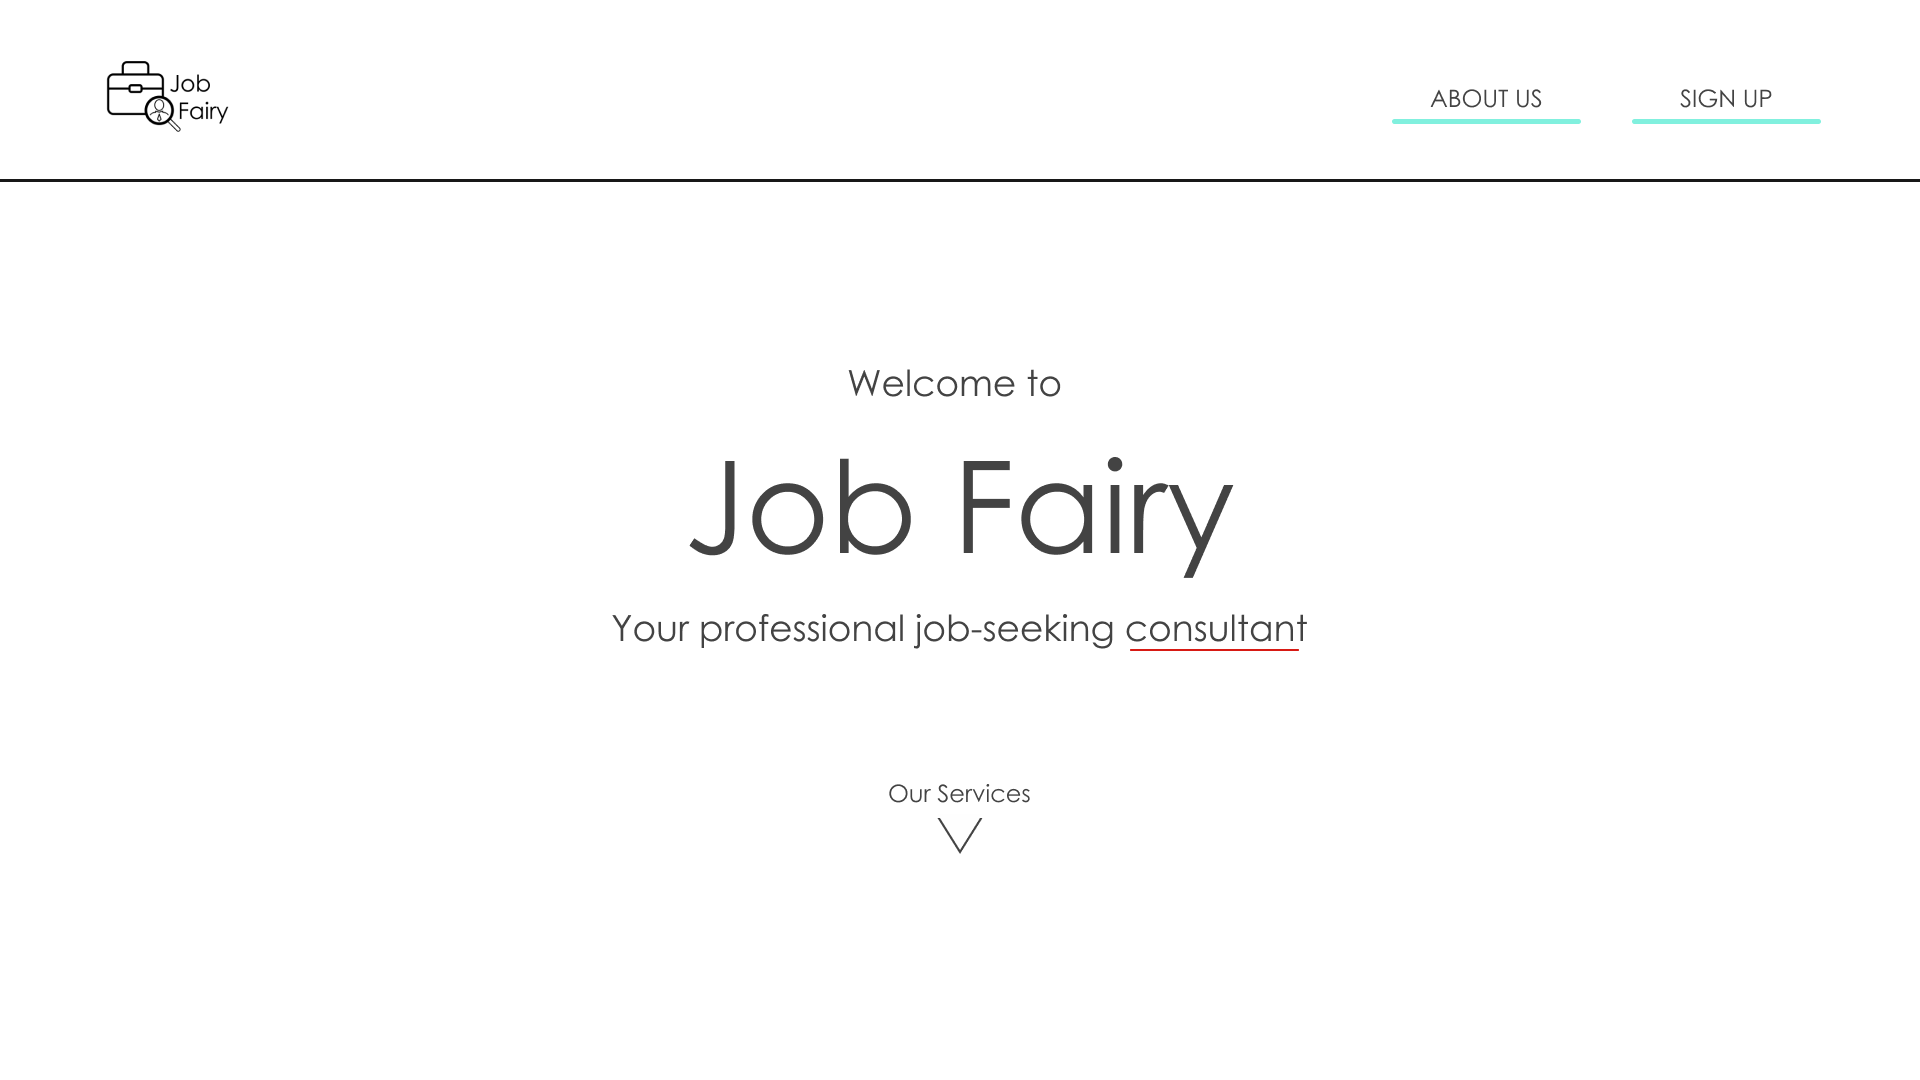 Job
Fairy
ABOUT US
SIGN UP
Welcome to
Job Fairy
Your professional job-seeking consultant
Our Services